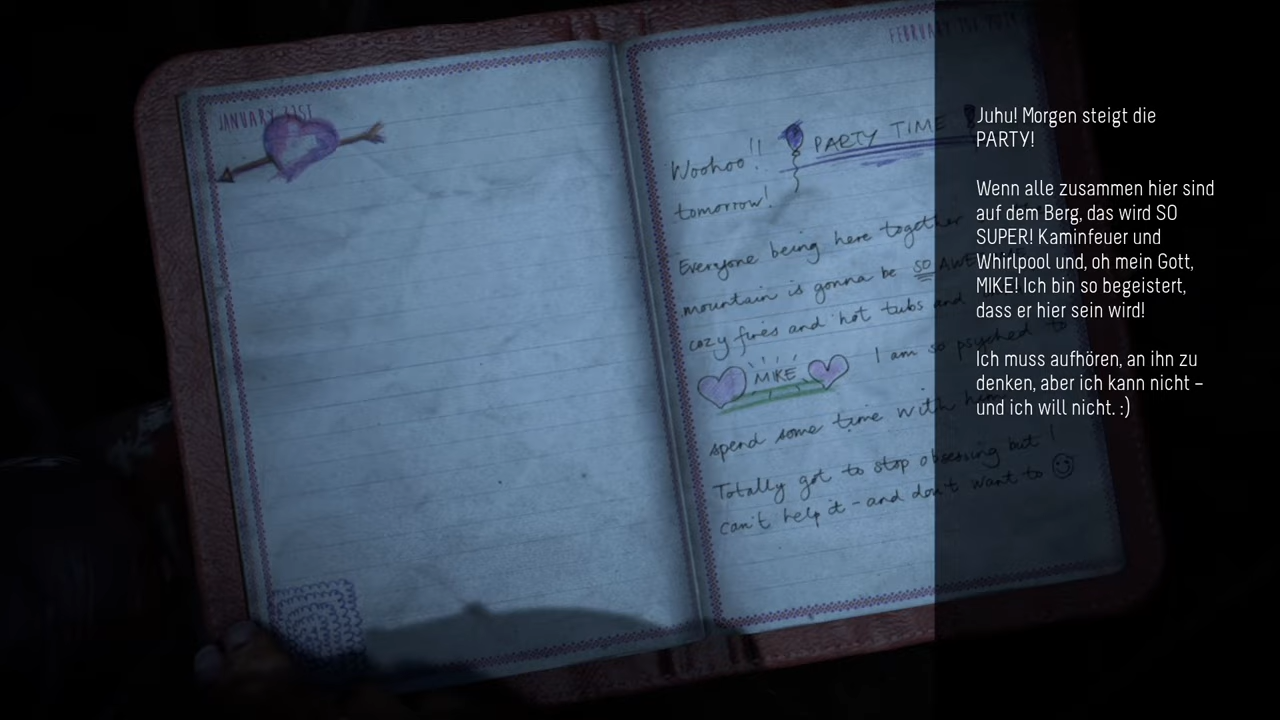 JANUARY 31ST
FEBRUARY 1ST 2014
Woohoo!! PARTY TIME
tomorrow!
Everyone being here together
mountain is gonna be SO AWE
cozy fires and hot tubs and
MIKE I am so psyched to
spend some time with him
Totally got to stop obsessing but I
can't help it - and don't want to
Juhu! Morgen steigt die
PARTY!
Wenn alle zusammen hier sind
auf dem Berg, das wird SO
SUPER! Kaminfeuer und
Whirlpool und, oh mein Gott,
MIKE! Ich bin so begeistert,
dass er hier sein wird!
Ich muss aufhören, an ihn zu
denken, aber ich kann nicht –
und ich will nicht. :)